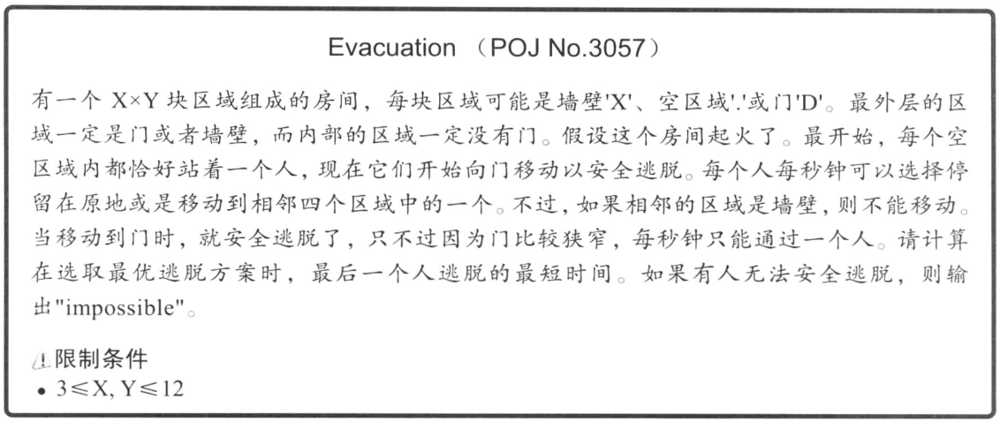 Evacuation （POJ No.3057）
有一个 X×Y 块区域组成的房间，每块区域可能是墙壁'X'、空区域'.'或门'D'。最外层的区
域一定是门或者墙壁，而内部的区域一定没有门。假设这个房间起火了。最开始，每个空
区域内都恰好站着一个人，现在它们开始向门移动以安全逃脱。每个人每秒钟可以选择停
留在原地或是移动到相邻四个区域中的一个。不过，如果相邻的区域是墙壁，则不能移动。
当移动到门时，就安全逃脱了，只不过因为门比较狭窄，每秒钟只能通过一个人。请计算
在选取最优逃脱方案时，最后一个人逃脱的最短时间。如果有人无法安全逃脱，则输
出"impossible"。
限制条件
• 3≤X, Y≤12